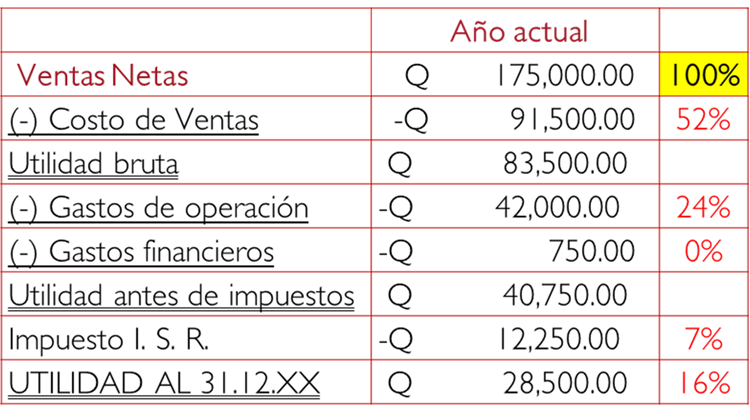 Año actual
Ventas Netas Q 175,000.00 100%
(-) Costo de Ventas -Q 91,500.00 52%
Utilidad bruta Q 83,500.00
(-) Gastos de operación -Q 42,000.00 24%
(-) Gastos financieros -Q 750.00 0%
Utilidad antes de impuestos Q 40,750.00
Impuesto I. S. R. -Q 12,250.00 7%
UTILIDAD AL 31.12.XX Q 28,500.00 16%